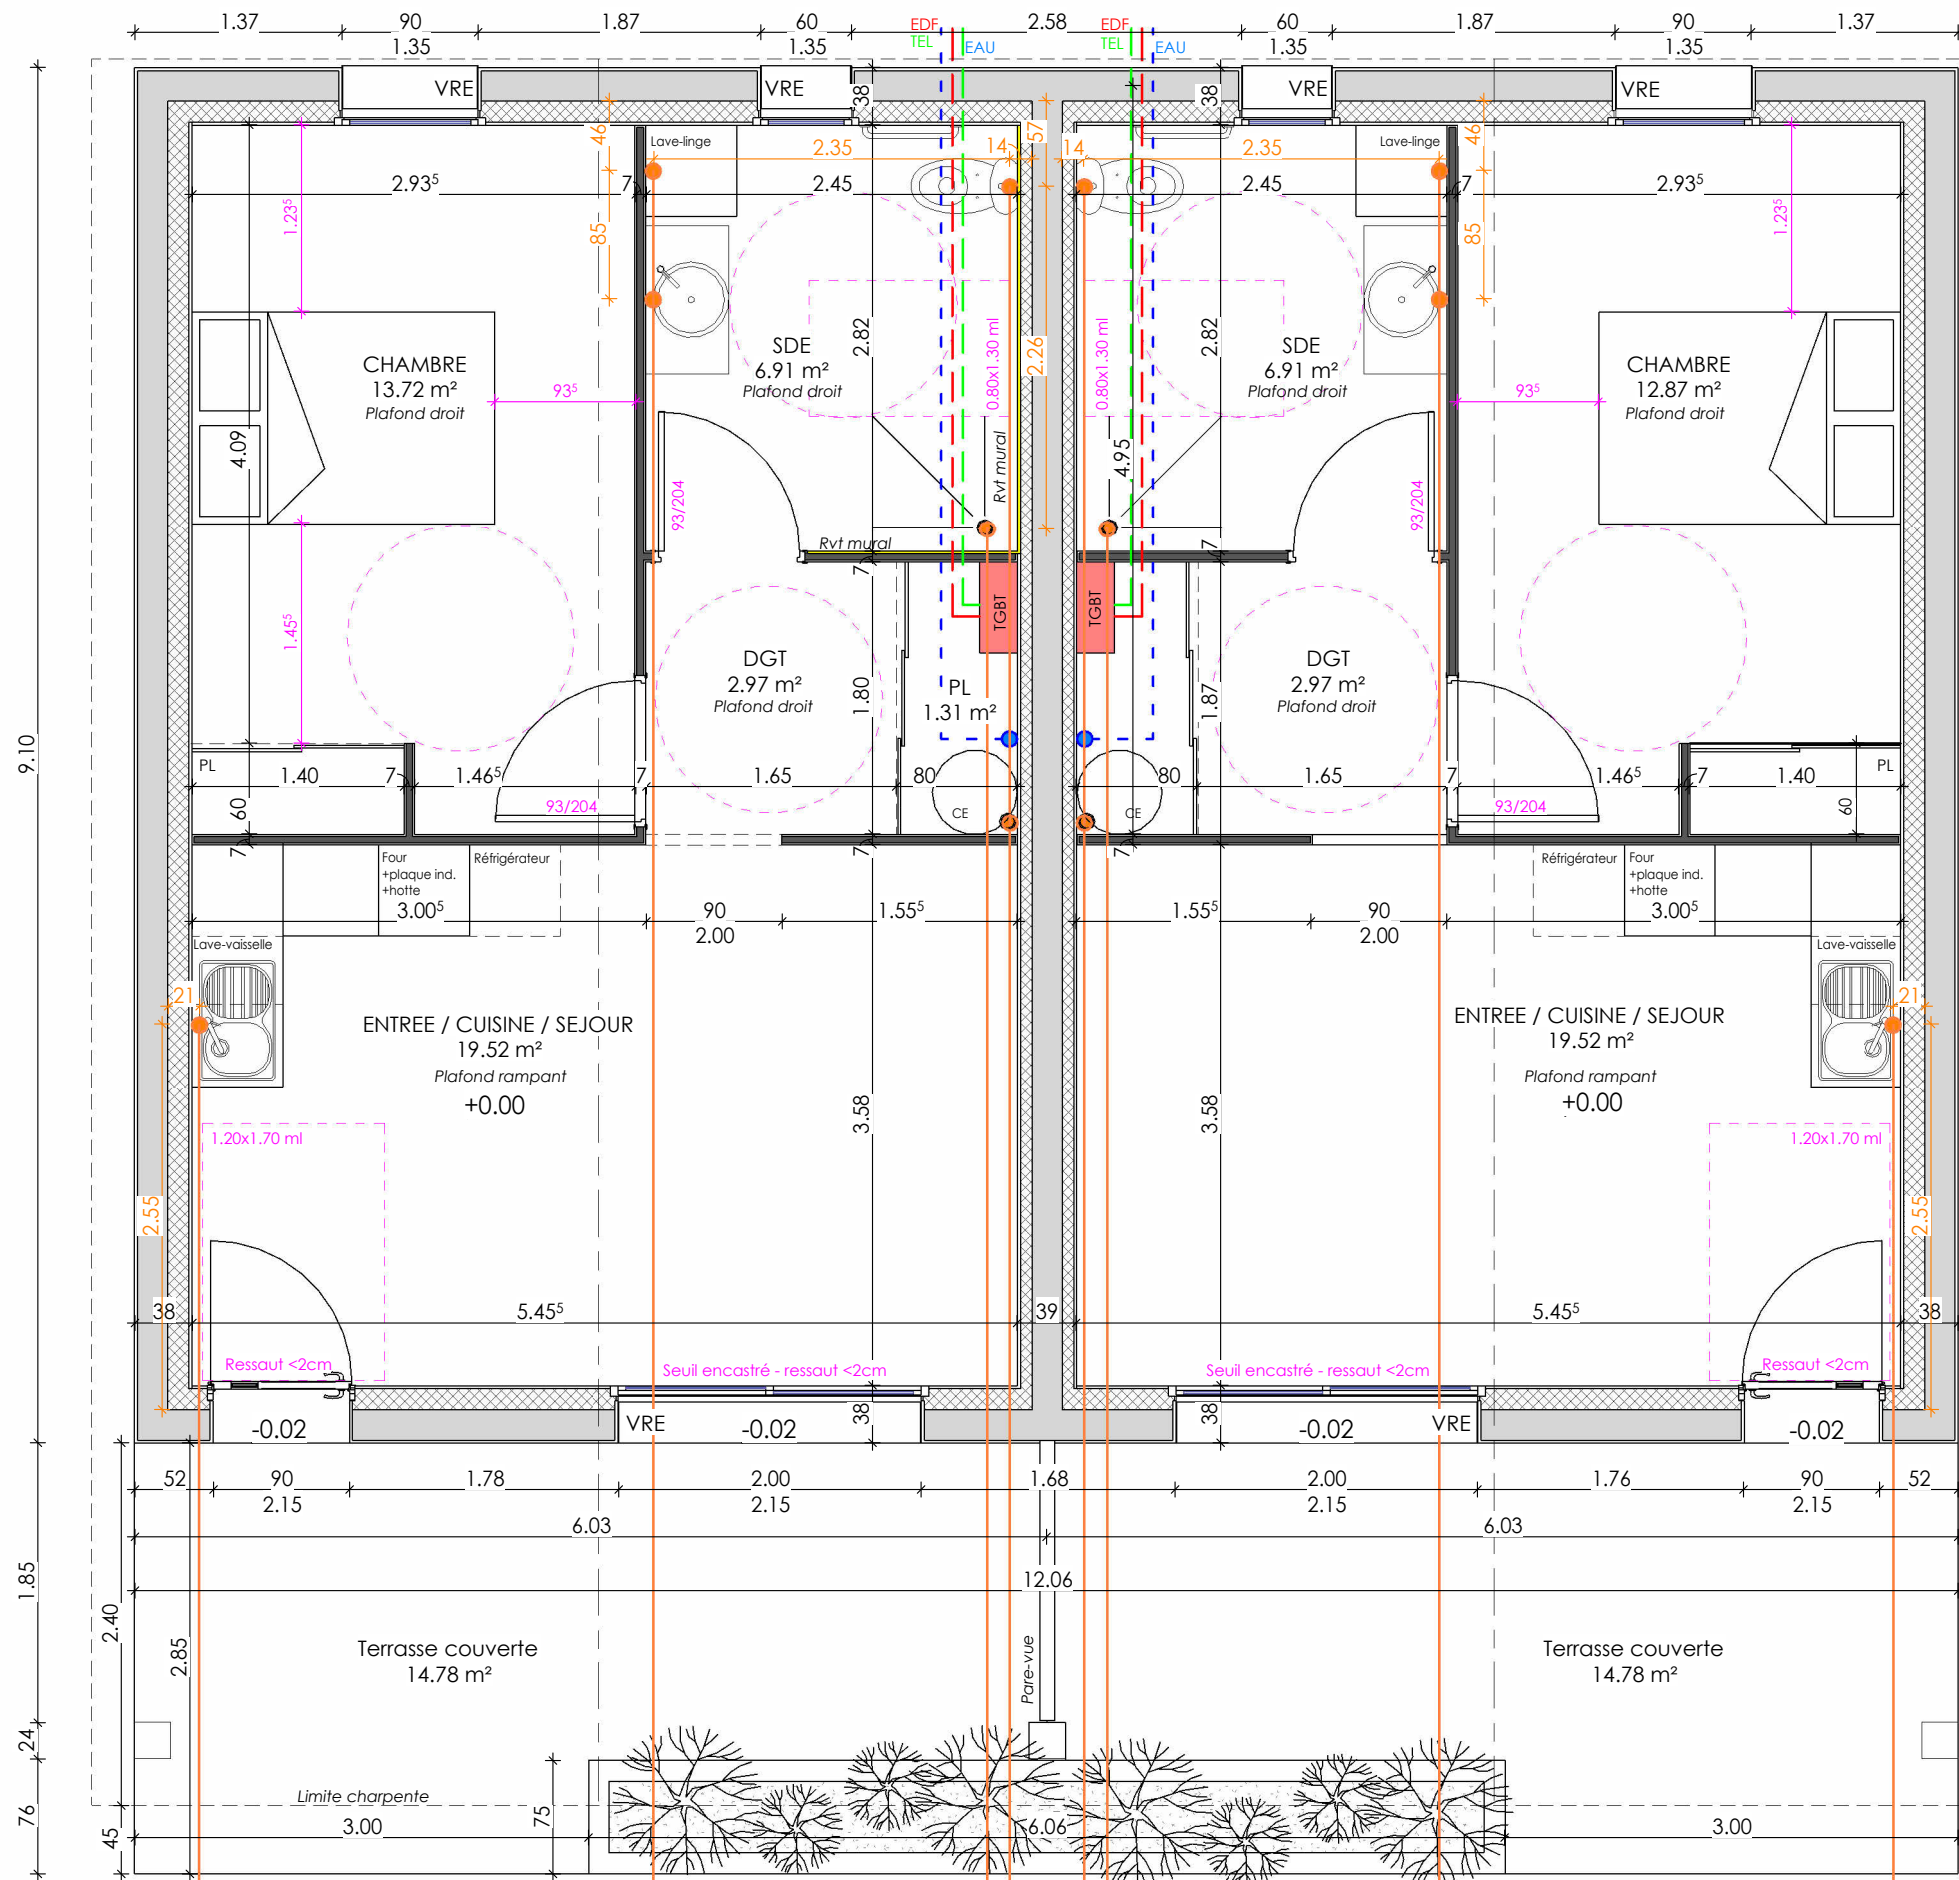 1.37 90 1.87 60 EDF 2.58 EDF 60 1.87 90 1.37
1.35 1.35 TEL EAU TEL EAU 1.35 1.35
VRE VRE 38 38 VRE VRE
46 Lave-linge 2.35 14 57 14 2.35 Lave-linge 46
2.93⁵ 7 2.45 2.45 7 2.93⁵
1.23⁵ 85 85 1.23⁵
CHAMBRE
13.72 m²
Plafond droit
SDE
6.91 m²
Plafond droit
2.82
0.80x1.30 ml
2.26
0.80x1.30 ml
2.82
SDE
6.91 m²
Plafond droit
CHAMBRE
12.87 m²
Plafond droit
93⁵ 93⁵
4.09 93/204 Rvt mural 4.95 93/204
Rvt mural
7 7
1.45⁵ TGBT TGBT
DGT
2.97 m²
Plafond droit
1.80
PL
1.31 m²
1.87
DGT
2.97 m²
Plafond droit
PL PL
1.40 7 1.46⁵ 7 1.65 80 80 1.65 7 1.46⁵ 7 1.40
60 93/204 CE CE 93/204 60
7 7 7
Four
+plaque ind.
+hotte
Réfrigérateur
Réfrigérateur
Four
+plaque ind.
+hotte
3.00⁵ 90 1.55⁵ 1.55⁵ 90 3.00⁵
2.00 2.00
Lave-vaisselle Lave-vaisselle
21 21
ENTREE / CUISINE / SEJOUR
19.52 m²
Plafond rampant
+0.00
ENTREE / CUISINE / SEJOUR
19.52 m²
Plafond rampant
+0.00
9.10
3.58 3.58
1.20x1.70 ml 1.20x1.70 ml
2.55 2.55
38 5.45⁵ 39 5.45⁵ 38
Ressaut <2cm Seuil encastré - ressaut <2cm Seuil encastré - ressaut <2cm Ressaut <2cm
-0.02 VRE -0.02 38 38 -0.02 VRE -0.02
52 90 1.78 2.00 1.68 2.00 1.76 90 52
2.15 2.15 2.15 2.15
6.03 6.03
12.06
1.85
2.40
2.85
Terrasse couverte
14.78 m²
Pare-vue
Terrasse couverte
14.78 m²
24
Limite charpente
76 45 3.00 75 6.06 3.00